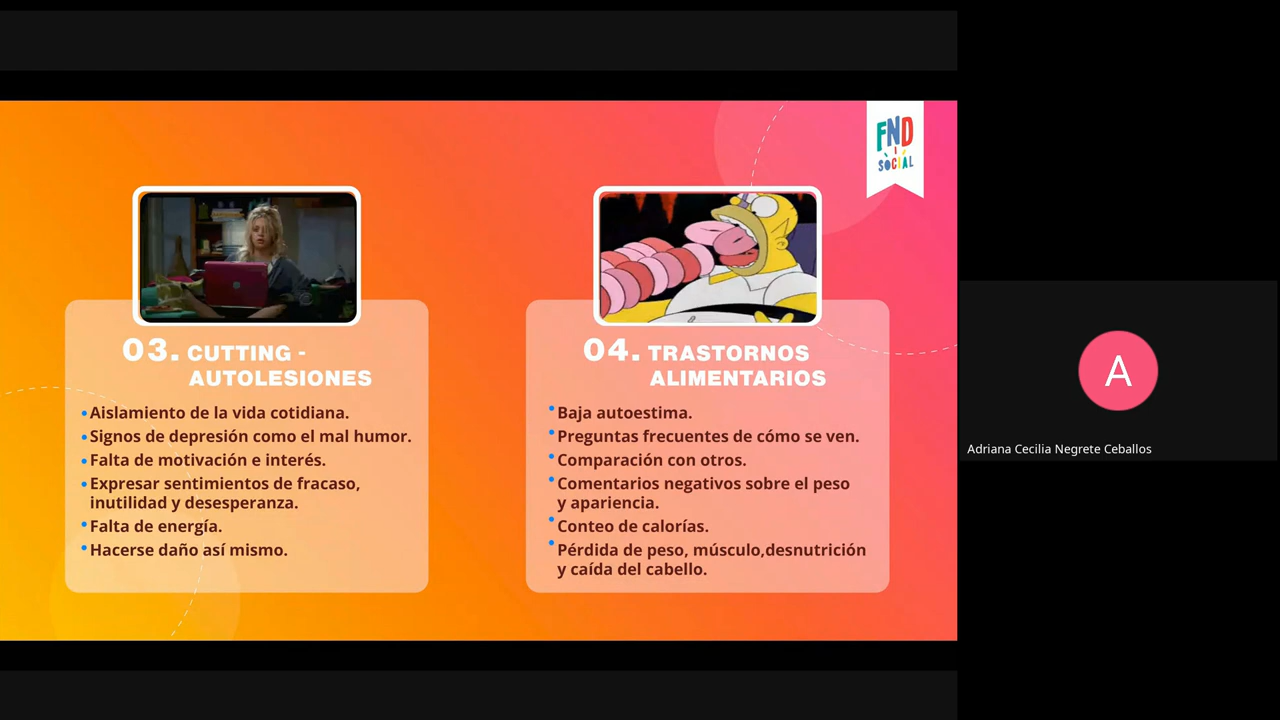 FND
SOCIAL
03. CUTTING -
AUTOLESIONES
Aislamiento de la vida cotidiana.
Signos de depresión como el mal humor.
Falta de motivación e interés.
Expresar sentimientos de fracaso,
inutilidad y desesperanza.
Falta de energía.
Hacerse daño así mismo.
04. TRASTORNOS
ALIMENTARIOS
Baja autoestima.
Preguntas frecuentes de cómo se ven.
Comparación con otros.
Comentarios negativos sobre el peso
y apariencia.
Conteo de calorías.
Pérdida de peso, músculo,desnutrición
y caída del cabello.
A
Adriana Cecilia Negrete Ceballos